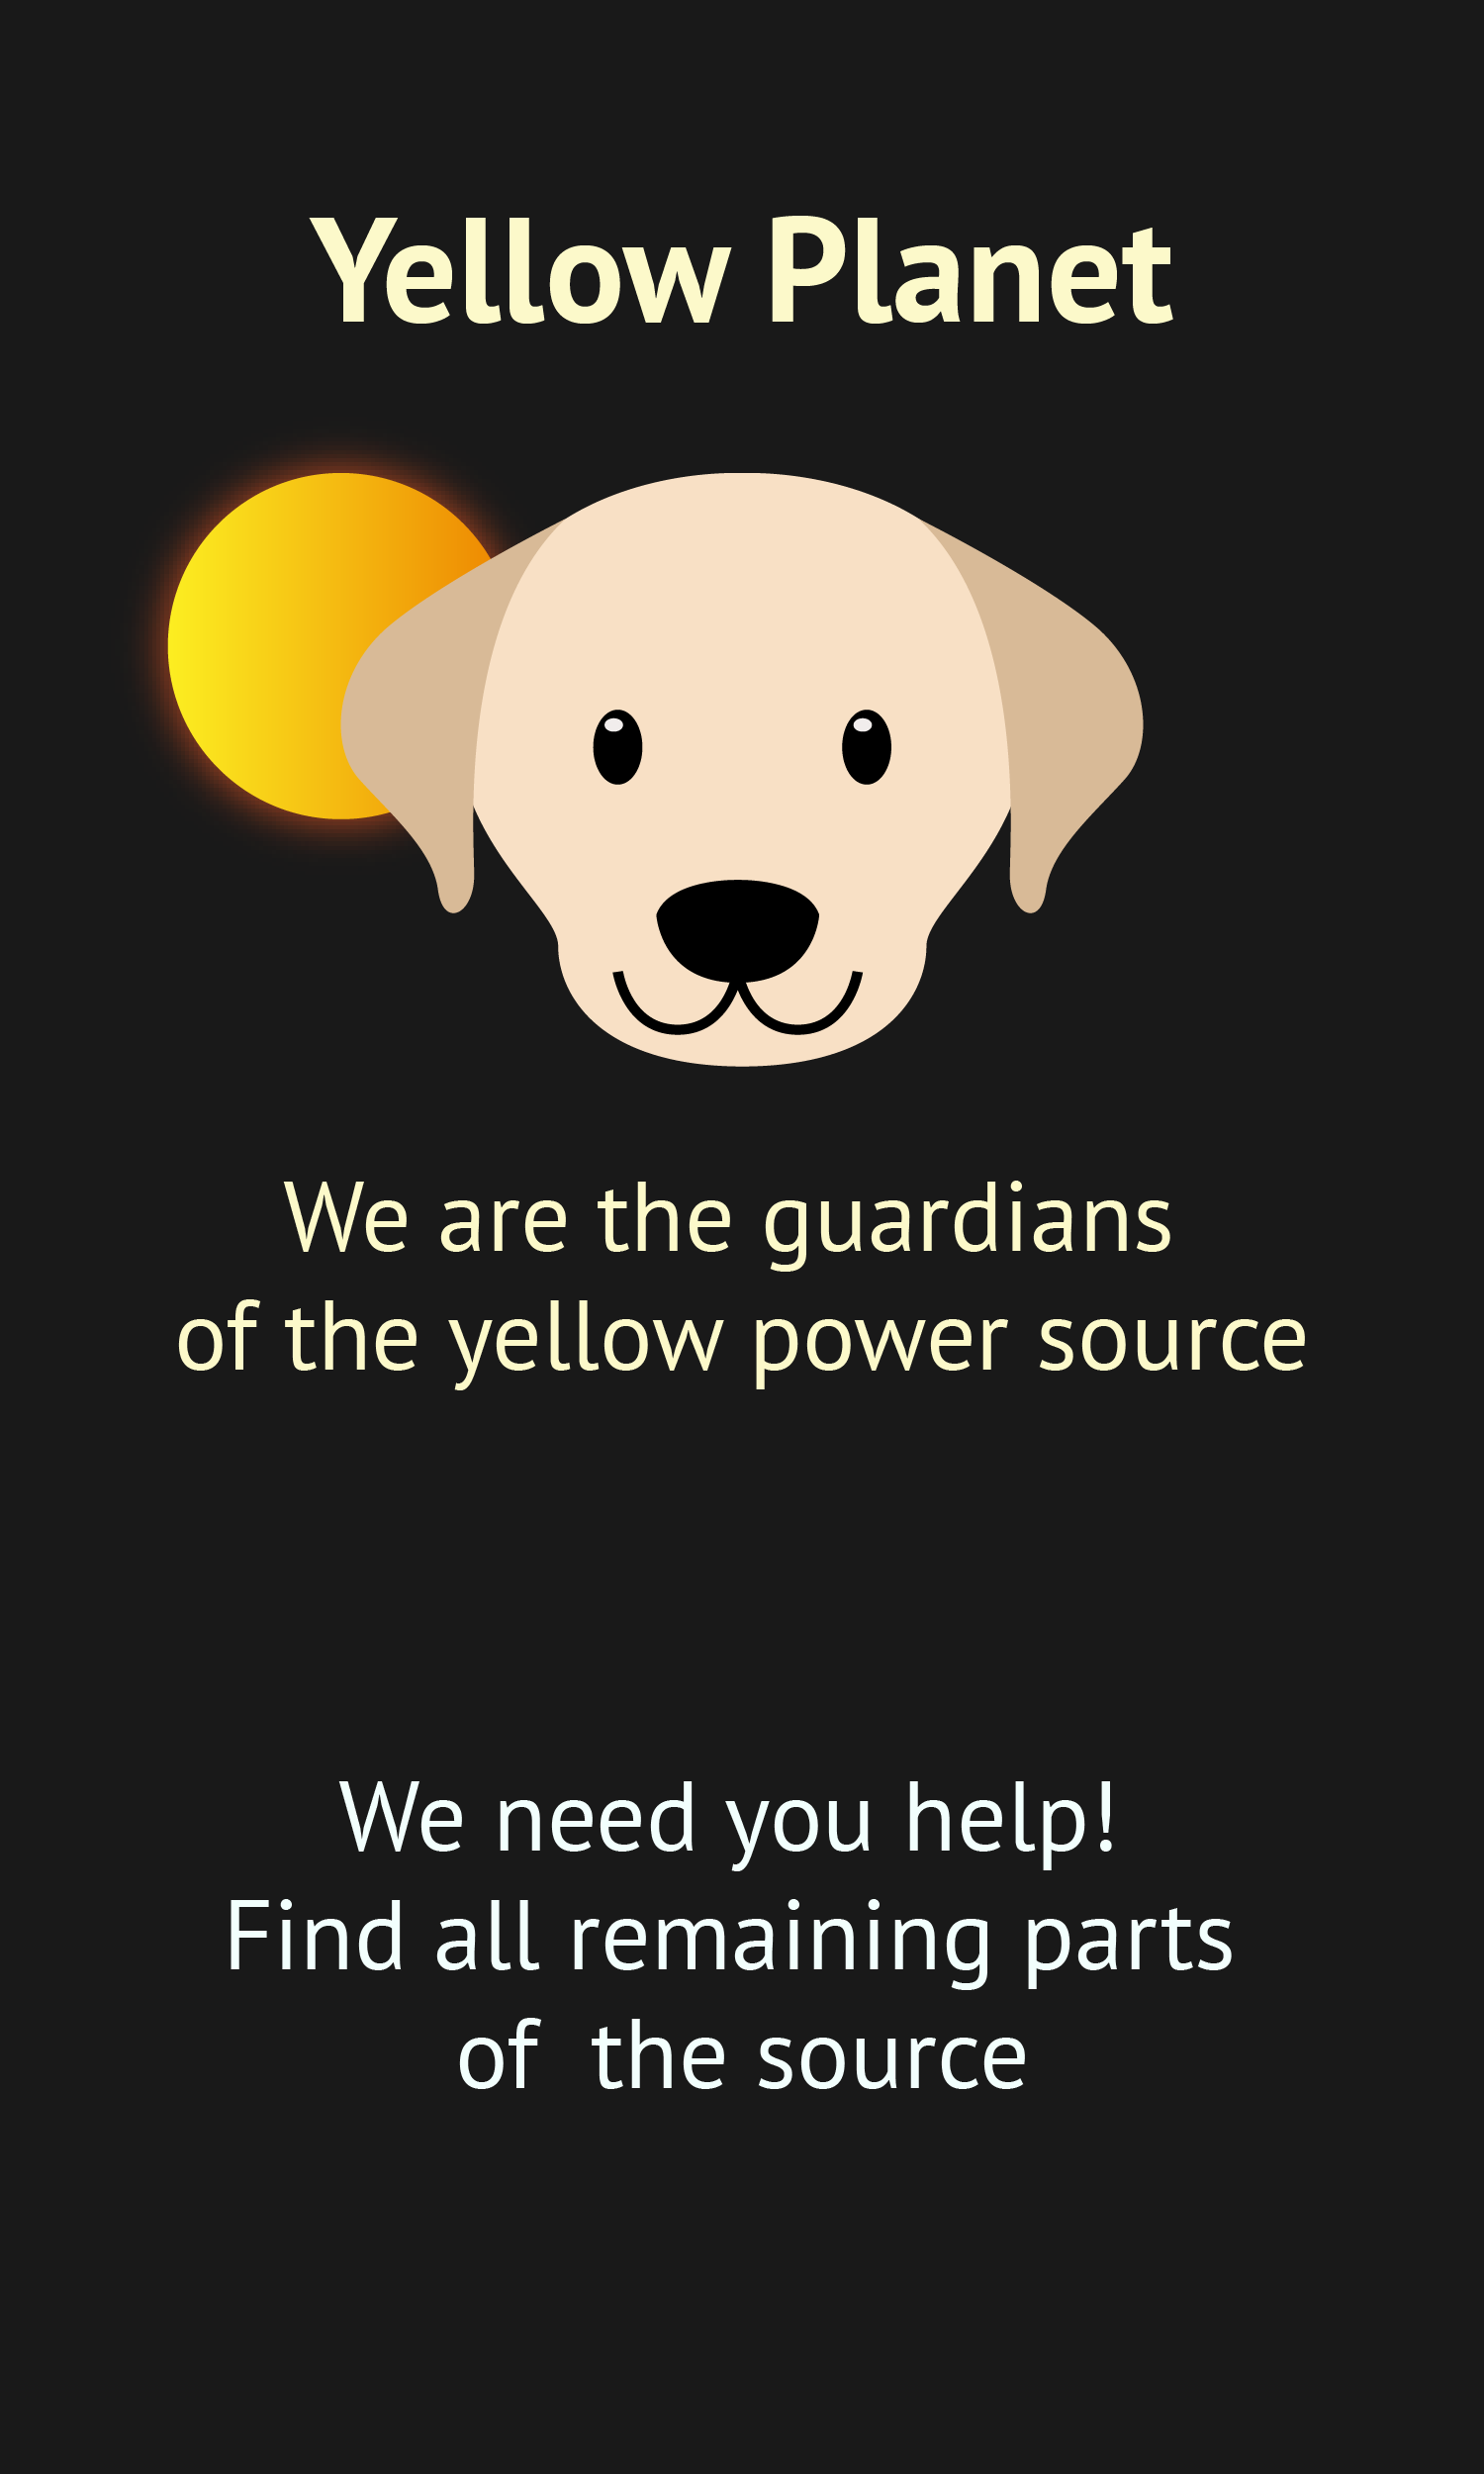 Yellow Planet
We are the guardians
of the yellow power source
We need you help!
Find all remaining parts
of  the source